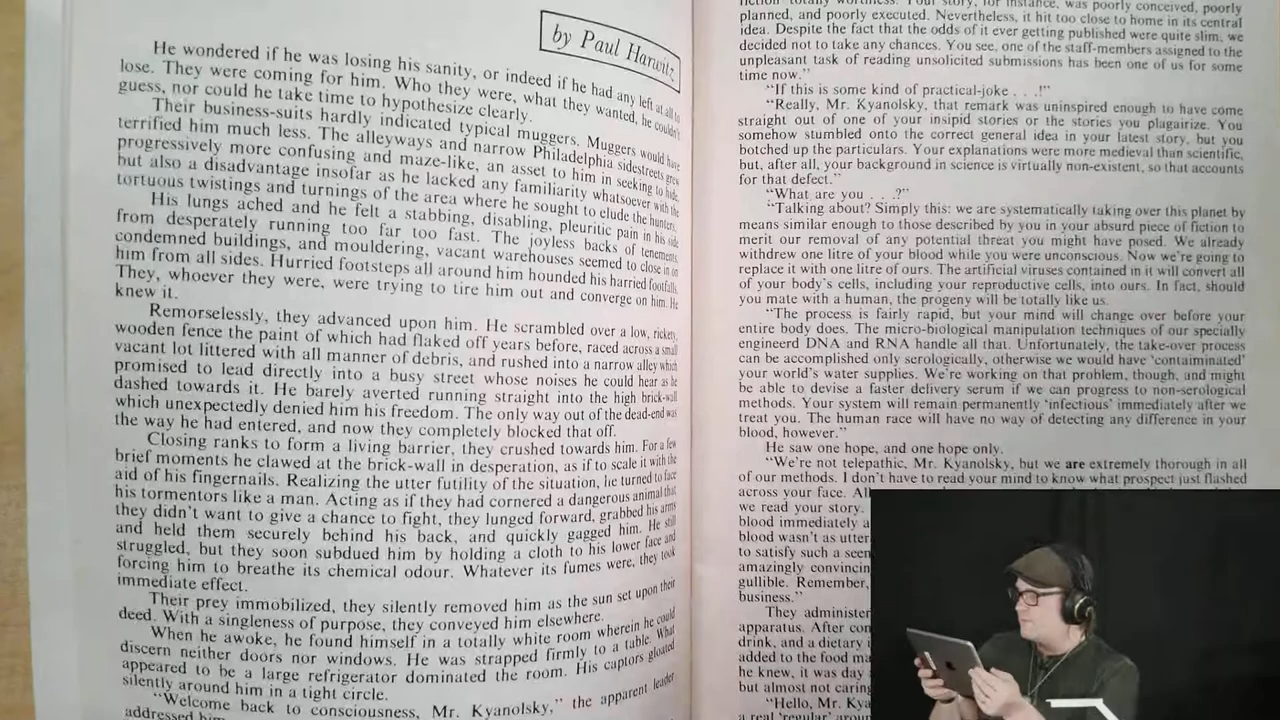 by Paul Harwitz
He wondered if he was losing his sanity, or indeed if he had any left at all to
lose. They were coming for him. Who they were, what they wanted, he couldn't
guess, nor could he take time to hypothesize clearly.
Their business-suits hardly indicated typical muggers. Muggers would have
terrified him much less. The alleyways and narrow Philadelphia sidestreets grew
progressively more confusing and maze-like, an asset to him in seeking to hide,
but also a disadvantage insofar as he lacked any familiarity whatsoever with the
tortuous twistings and turnings of the area where he sought to elude the hunters.
His lungs ached and he felt a stabbing, disabling, pleuritic pain in his side
from desperately running too far too fast. The joyless backs of tenements,
condemned buildings, and mouldering, vacant warehouses seemed to close in on
him from all sides. Hurried footsteps all around him hounded his harried footfalls.
They, whoever they were, were trying to tire him out and converge on him. He
knew it.
Remorselessly, they advanced upon him. He scrambled over a low, rickety,
wooden fence the paint of which had flaked off years before, raced across a small
vacant lot littered with all manner of debris, and rushed into a narrow alley which
promised to lead directly into a busy street whose noises he could hear as he
dashed towards it. He barely averted running straight into the high brick-wall
which unexpectedly denied him his freedom. The only way out of the dead-end was
the way he had entered, and now they completely blocked that off.
Closing ranks to form a living barrier, they crushed towards him. For a few
brief moments he clawed at the brick-wall in desperation, as if to scale it with the
aid of his fingernails. Realizing the utter futility of the situation, he turned to face
his tormentors like a man. Acting as if they had cornered a dangerous animal that
they didn't want to give a chance to fight, they lunged forward, grabbed his arms
and held them securely behind his back, and quickly gagged him. He still
struggled, but they soon subdued him by holding a cloth to his lower face and
forcing him to breathe its chemical odour. Whatever its fumes were, they took
immediate effect.
Their prey immobilized, they silently removed him as the sun set upon their
deed. With a singleness of purpose, they conveyed him elsewhere.
When he awoke, he found himself in a totally white room wherein he could
discern neither doors nor windows. He was strapped firmly to a table. What
appeared to be a large refrigerator dominated the room. His captors gloated
silently around him in a tight circle.
"Welcome back to consciousness, Mr. Kyanolsky," the apparent leader
addressed him
fiction totally worthless. Your story, for instance, was poorly conceived, poorly
planned, and poorly executed. Nevertheless, it hit too close to home in its central
idea. Despite the fact that the odds of it ever getting published were quite slim, we
decided not to take any chances. You see, one of the staff-members assigned to the
unpleasant task of reading unsolicited submissions has been one of us for some
time now."
"If this is some kind of practical-joke . . .!"
"Really, Mr. Kyanolsky, that remark was uninspired enough to have come
straight out of one of your insipid stories or the stories you plagairize. You
somehow stumbled onto the correct general idea in your latest story, but you
botched up the particulars. Your explanations were more medieval than scientific,
but, after all, your background in science is virtually non-existent, so that accounts
for that defect."
"What are you . . .?"
"Talking about? Simply this: we are systematically taking over this planet by
means similar enough to those described by you in your absurd piece of fiction to
merit our removal of any potential threat you might have posed. We already
withdrew one litre of your blood while you were unconscious. Now we're going to
replace it with one litre of ours. The artificial viruses contained in it will convert all
of your body's cells, including your reproductive cells, into ours. In fact, should
you mate with a human, the progeny will be totally like us.
"The process is fairly rapid, but your mind will change over before your
entire body does. The micro-biological manipulation techniques of our specially
engineerd DNA and RNA handle all that. Unfortunately, the take-over process
can be accomplished only serologically, otherwise we would have 'contaiminated'
your world's water supplies. We're working on that problem, though, and might
be able to devise a faster delivery serum if we can progress to non-serological
methods. Your system will remain permanently 'infectious' immediately after we
treat you. The human race will have no way of detecting any difference in your
blood, however."
He saw one hope, and one hope only.
"We're not telepathic, Mr. Kyanolsky, but we are extremely thorough in all
of our methods. I don't have to read your mind to know what prospect just flashed
across your face. All
we read your story.
blood immediately a
blood wasn't as utter
to satisfy such a seen
amazingly convincin
gullible. Remember,
business."
They administer
apparatus. After con
drink, and a dietary i
added to the food ma
he knew, it was day
but almost not caring
"Hello, Mr. Kya
a real 'regular' aroun